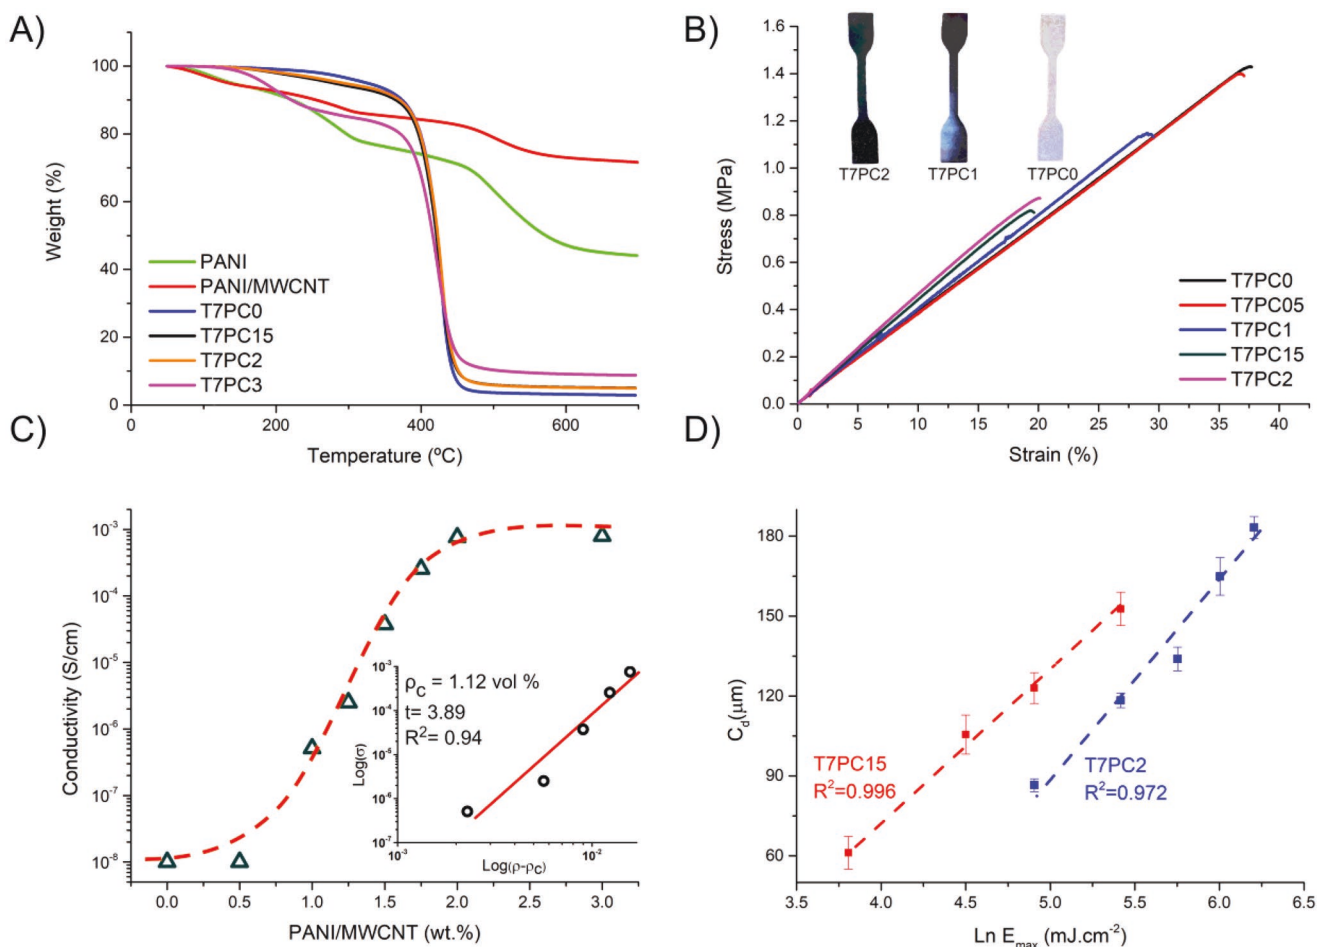 A)
100
80
60
40
20
0
Weight (%)
PANI
PANI/MWCNT
T7PC0
T7PC15
T7PC2
T7PC3
0
200
400
600
Temperature (ºC)
B)
1.6
1.4
1.2
1.0
0.8
0.6
0.4
0.2
0.0
Stress (MPa)
T7PC2
T7PC1
T7PC0
T7PC0
T7PC05
T7PC1
T7PC15
T7PC2
0 5 10 15 20 25 30 35 40
Strain (%)
C)
10⁻³
10⁻⁴
10⁻⁵
10⁻⁶
10⁻⁷
10⁻⁸
Conductivity (S/cm)
ρC = 1.12 vol %
t= 3.89
R²= 0.94
10⁻³
10⁻⁴
10⁻⁵
10⁻⁶
10⁻⁷
Log(σ)
10⁻³ 10⁻²
Log(ρ-ρC)
0.0 0.5 1.0 1.5 2.0 2.5 3.0
PANI/MWCNT (wt.%)
D)
180
150
120
90
60
Cd(μm)
T7PC15
R²=0.996
T7PC2
R²=0.972
3.5 4.0 4.5 5.0 5.5 6.0 6.5
Ln Emax (mJ.cm⁻²)